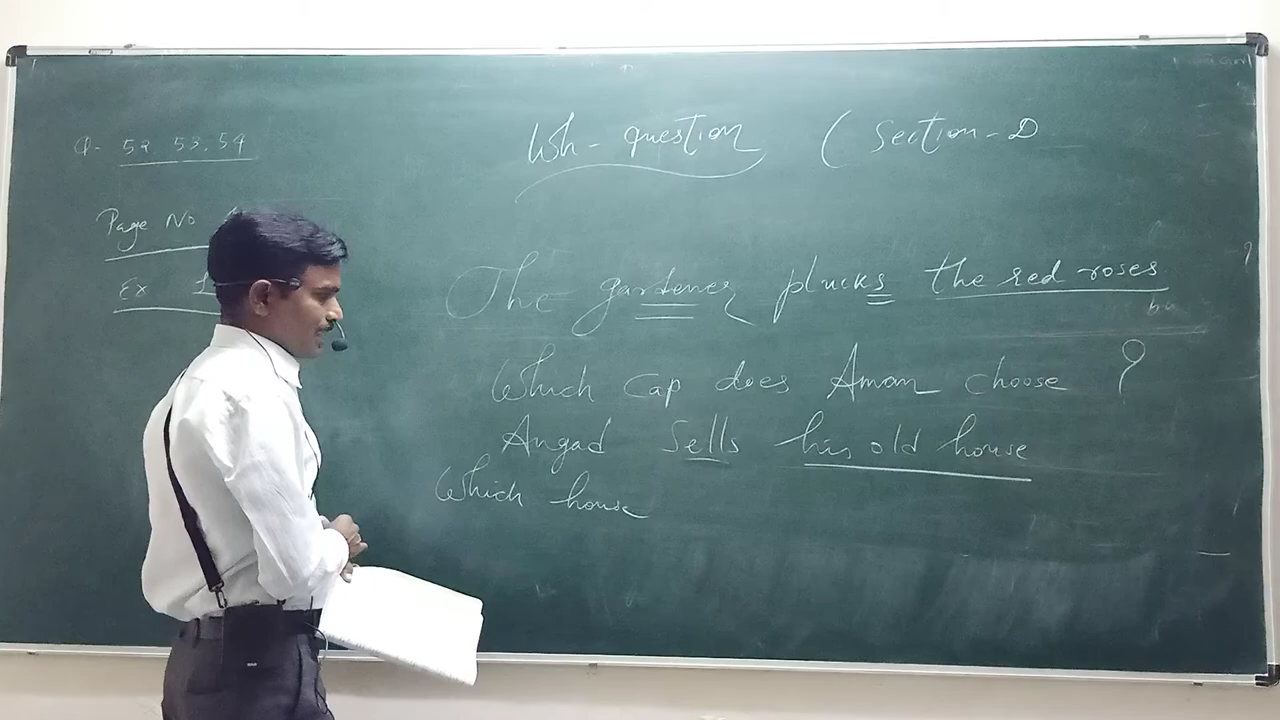 Q- 52, 53, 54
Page No
Ex 1
Wh- question ( Section - D
The gardener plucks the red roses
Which cap does Aman choose ?
Angad sells his old house
Which house